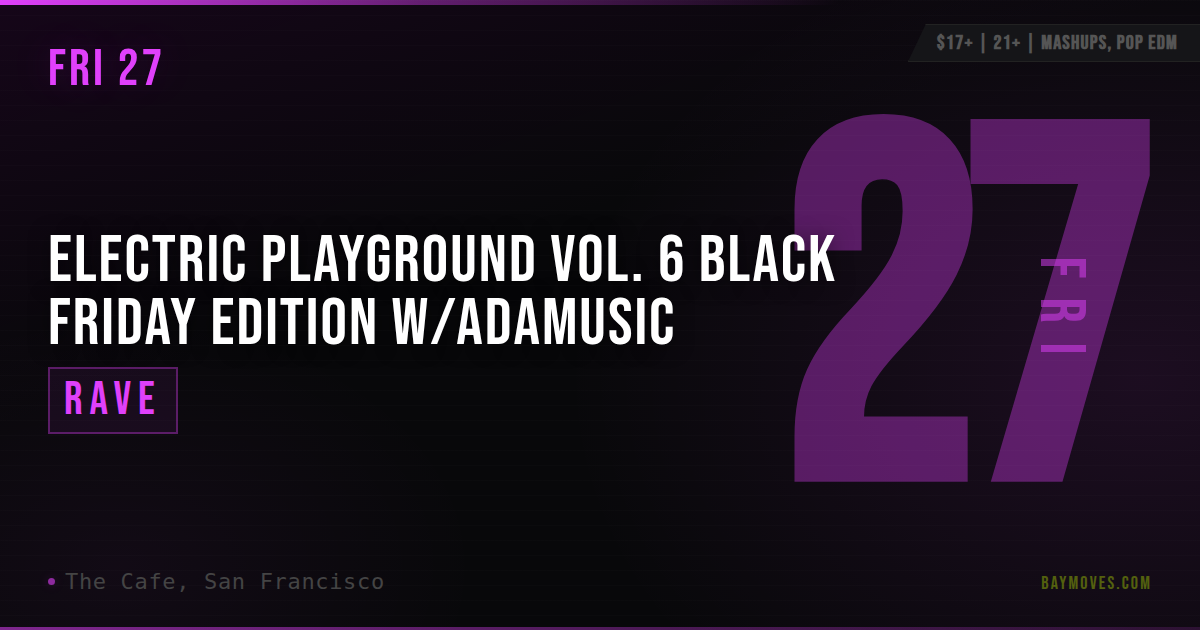 FRI 27
$17+ | 21+ | MASHUPS, POP EDM
27
FRI
ELECTRIC PLAYGROUND VOL. 6 BLACK
FRIDAY EDITION W/ADAMUSIC
RAVE
The Cafe, San Francisco
BAYMOVES.COM